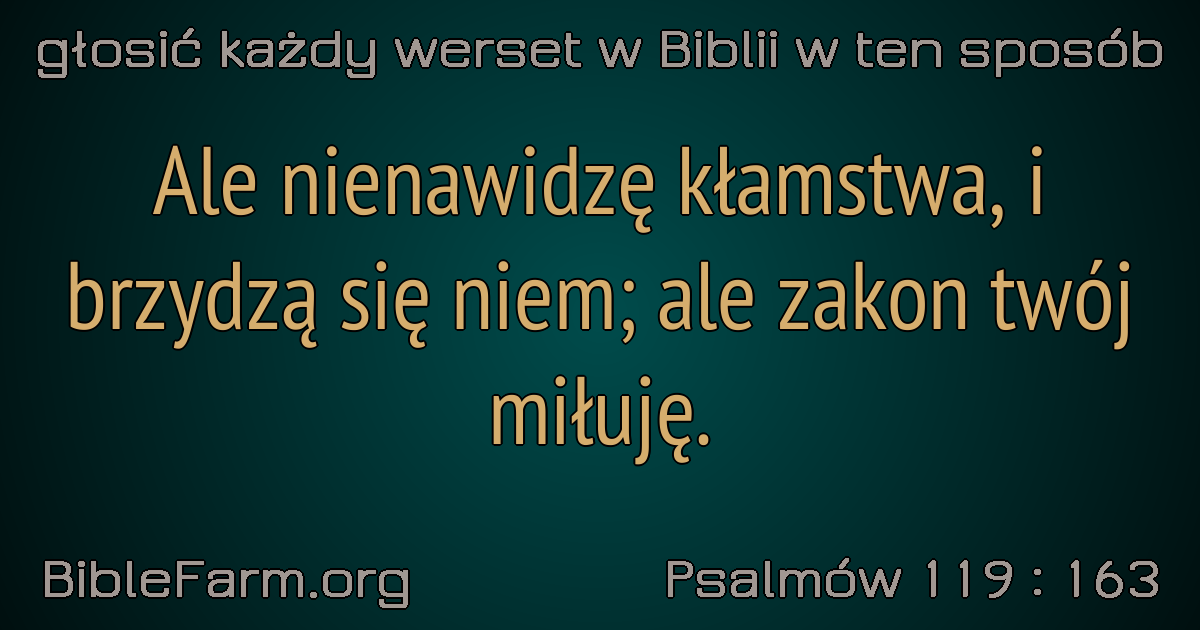 głosić każdy werset w Biblii w ten sposób
Ale nienawidzę kłamstwa, i
brzydzą się niem; ale zakon twój
miłuję.
BibleFarm.org
Psalmów 119 : 163